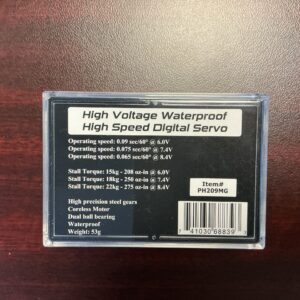 High Voltage Waterproof
High Speed Digital Servo
Operating speed: 0.09 sec/60° @ 6.0V
Operating speed: 0.075 sec/60° @ 7.4V
Operating speed: 0.065 sec/60° @ 8.4V
Stall Torque: 15kg - 208 oz-in @ 6.0V
Stall Torque: 18kg - 250 oz-in @ 7.4V
Stall Torque: 22kg - 275 oz-in @ 8.4V
High precision steel gears
Coreless Motor
Dual ball bearing
Waterproof
Weight: 53g
Item#
PH209MG
7 41030 68839